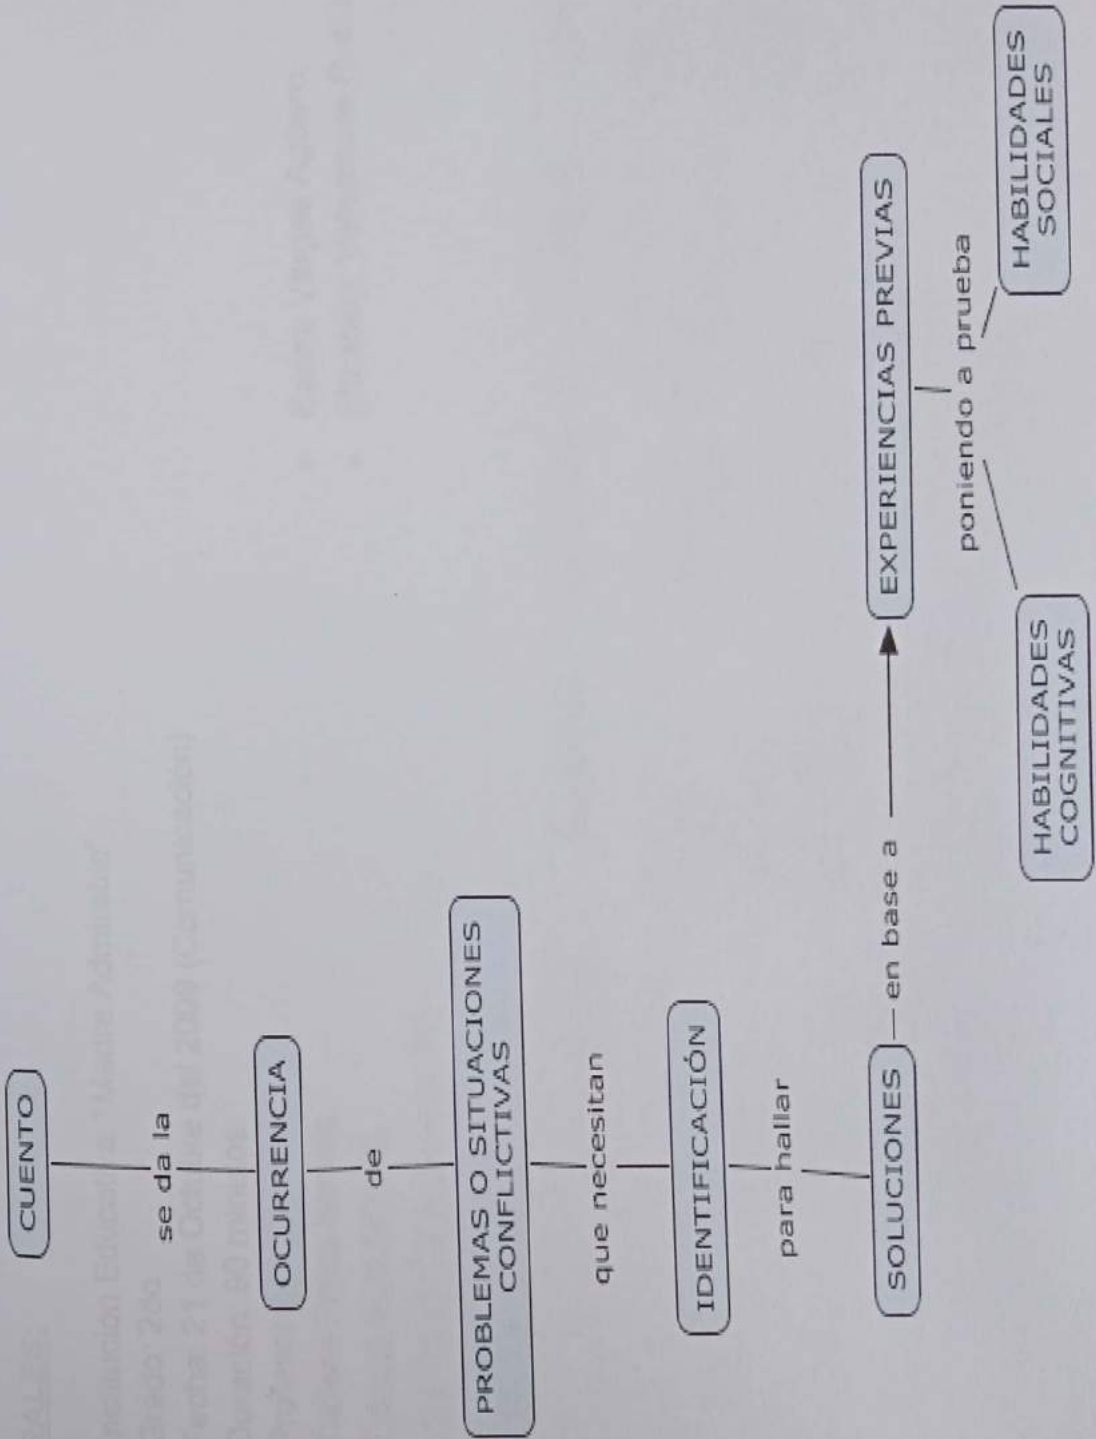 CUENTO
se da la
OCURRENCIA
de
PROBLEMAS O SITUACIONES
CONFLICTIVAS
que necesitan
IDENTIFICACIÓN
para hallar
SOLUCIONES
en base a
EXPERIENCIAS PREVIAS
poniendo a prueba
HABILIDADES
COGNITIVAS
HABILIDADES
SOCIALES